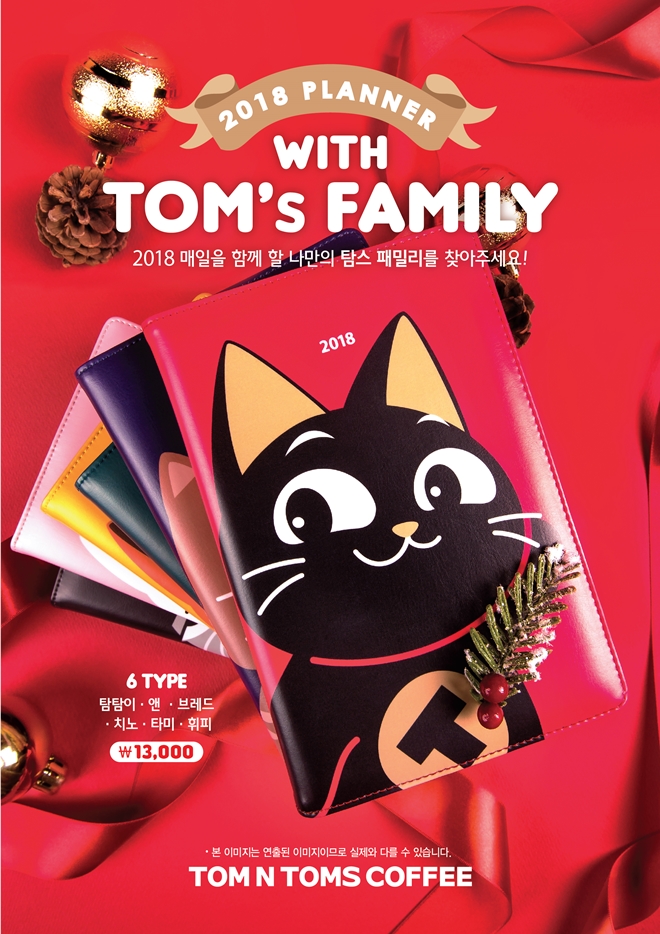 2018 PLANNER
WITH
TOM's FAMILY
2018 매일을 함께 할 나만의 탐스 패밀리를 찾아주세요!
2018
T
6 TYPE
탐탐이 · 앤 · 브레드
· 치노 · 타미 · 휘피
₩13,000
· 본 이미지는 연출된 이미지이므로 실제와 다를 수 있습니다.
TOM N TOMS COFFEE